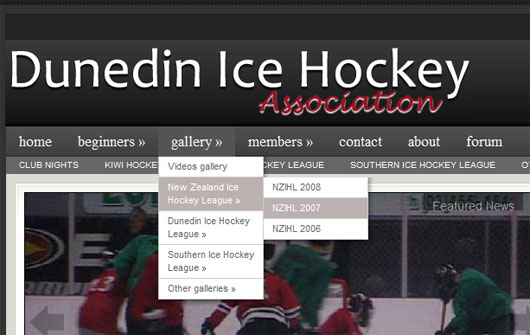 Dunedin Ice Hockey
Association
home
beginners »
gallery »
members »
contact
about
forum
CLUB NIGHTS
KIWI HOCKE
CKEY LEAGUE
SOUTHERN ICE HOCKEY LEAGUE
Videos gallery
New Zealand Ice
Hockey League »
NZIHL 2008
NZIHL 2007
NZIHL 2006
Dunedin Ice Hockey
League »
Southern Ice Hockey
League »
Other galleries »
Featured News